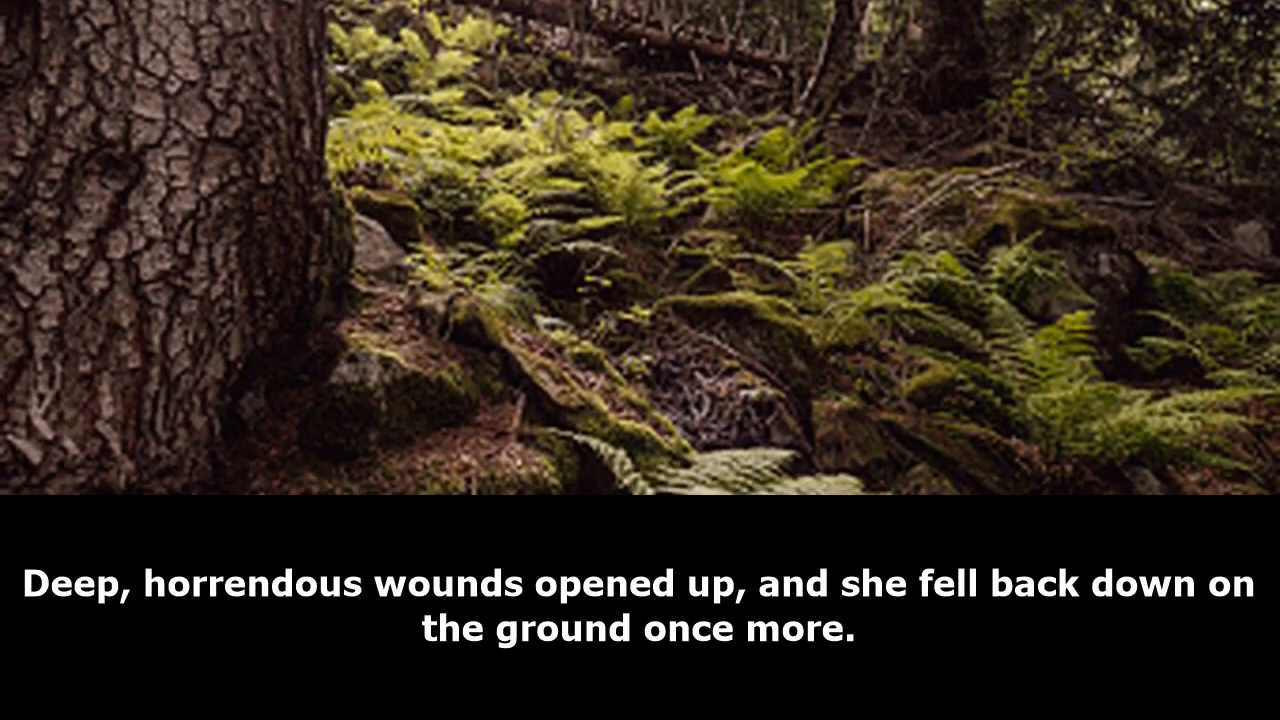 Deep, horrendous wounds opened up, and she fell back down on
the ground once more.